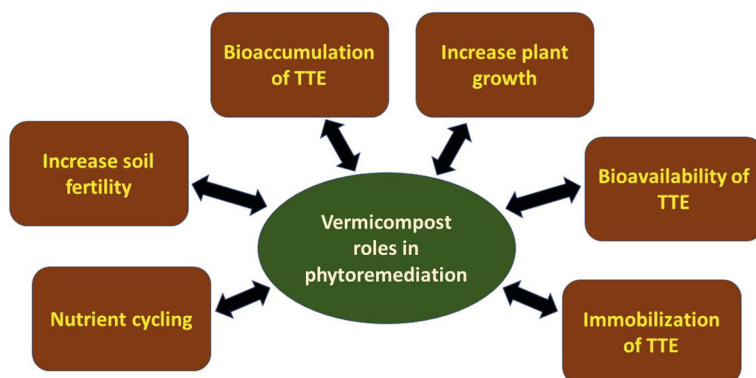 Bioaccumulation
of TTE
Increase plant
growth
Increase soil
fertility
Bioavailability of
TTE
Vermicompost
roles in
phytoremediation
Nutrient cycling
Immobilization
of TTE